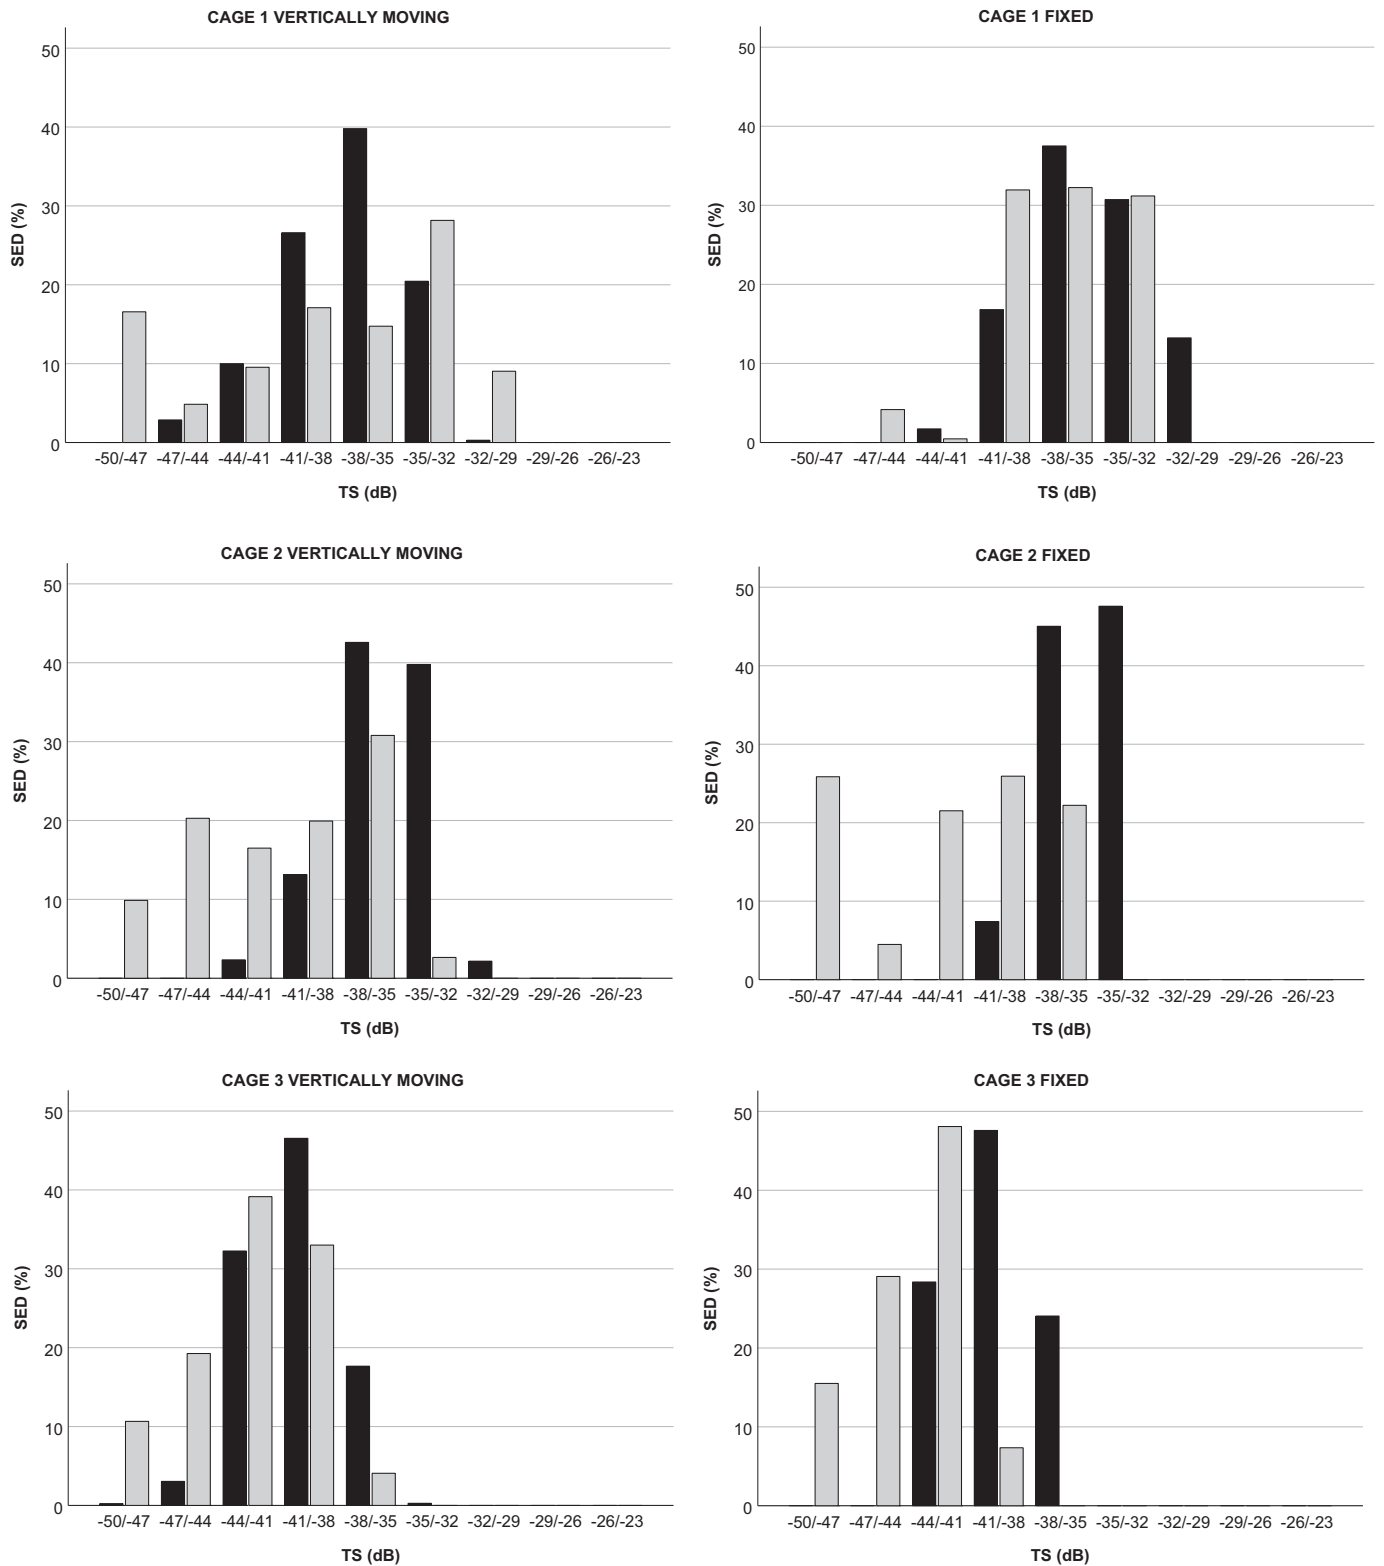 CAGE 1 VERTICALLY MOVING
50
40
30
20
10
0
SED (%)
-50/-47 -47/-44 -44/-41 -41/-38 -38/-35 -35/-32 -32/-29 -29/-26 -26/-23
TS (dB)
CAGE 1 FIXED
50
40
30
20
10
0
SED (%)
-50/-47 -47/-44 -44/-41 -41/-38 -38/-35 -35/-32 -32/-29 -29/-26 -26/-23
TS (dB)
CAGE 2 VERTICALLY MOVING
50
40
30
20
10
0
SED (%)
-50/-47 -47/-44 -44/-41 -41/-38 -38/-35 -35/-32 -32/-29 -29/-26 -26/-23
TS (dB)
CAGE 2 FIXED
50
40
30
20
10
0
SED (%)
-50/-47 -47/-44 -44/-41 -41/-38 -38/-35 -35/-32 -32/-29 -29/-26 -26/-23
TS (dB)
CAGE 3 VERTICALLY MOVING
50
40
30
20
10
0
SED (%)
-50/-47 -47/-44 -44/-41 -41/-38 -38/-35 -35/-32 -32/-29 -29/-26 -26/-23
TS (dB)
CAGE 3 FIXED
50
40
30
20
10
0
SED (%)
-50/-47 -47/-44 -44/-41 -41/-38 -38/-35 -35/-32 -32/-29 -29/-26 -26/-23
TS (dB)